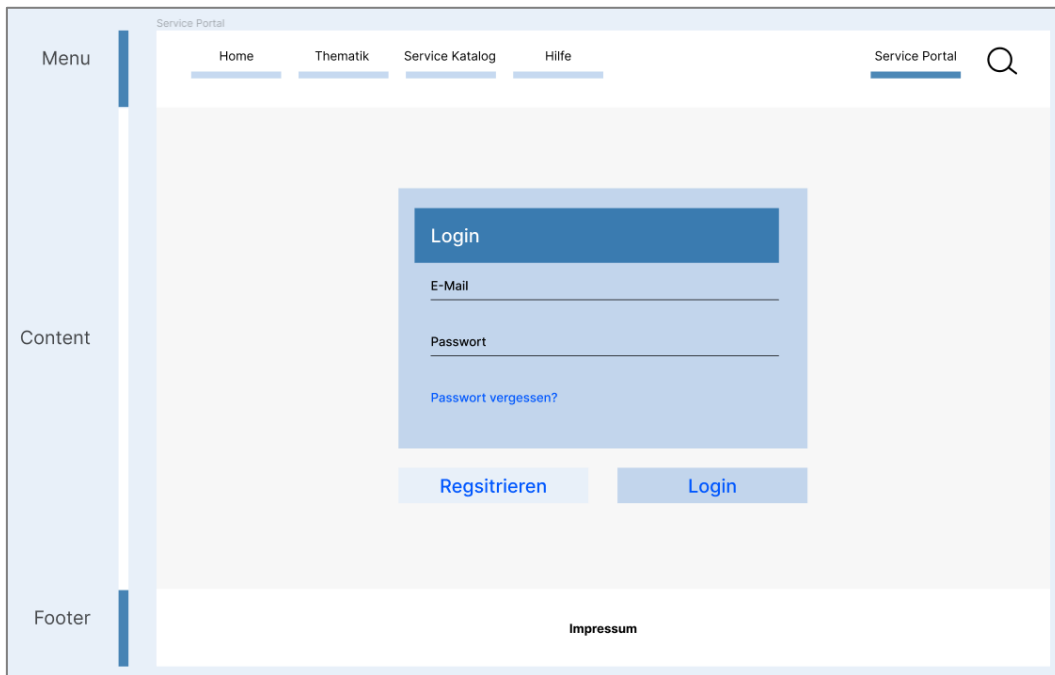 Service Portal
Menu
Home Thematik Service Katalog Hilfe Service Portal
Login
E-Mail
Content
Passwort
Passwort vergessen?
Regsitrieren Login
Footer
Impressum